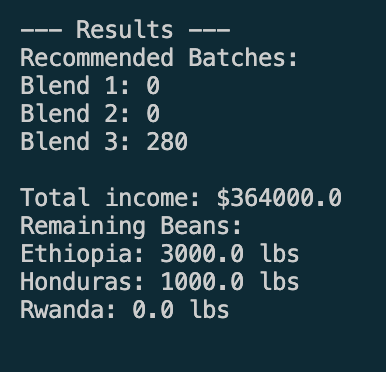 --- Results ---
Recommended Batches:
Blend 1: 0
Blend 2: 0
Blend 3: 280
Total income: $364000.0
Remaining Beans:
Ethiopia: 3000.0 lbs
Honduras: 1000.0 lbs
Rwanda: 0.0 lbs